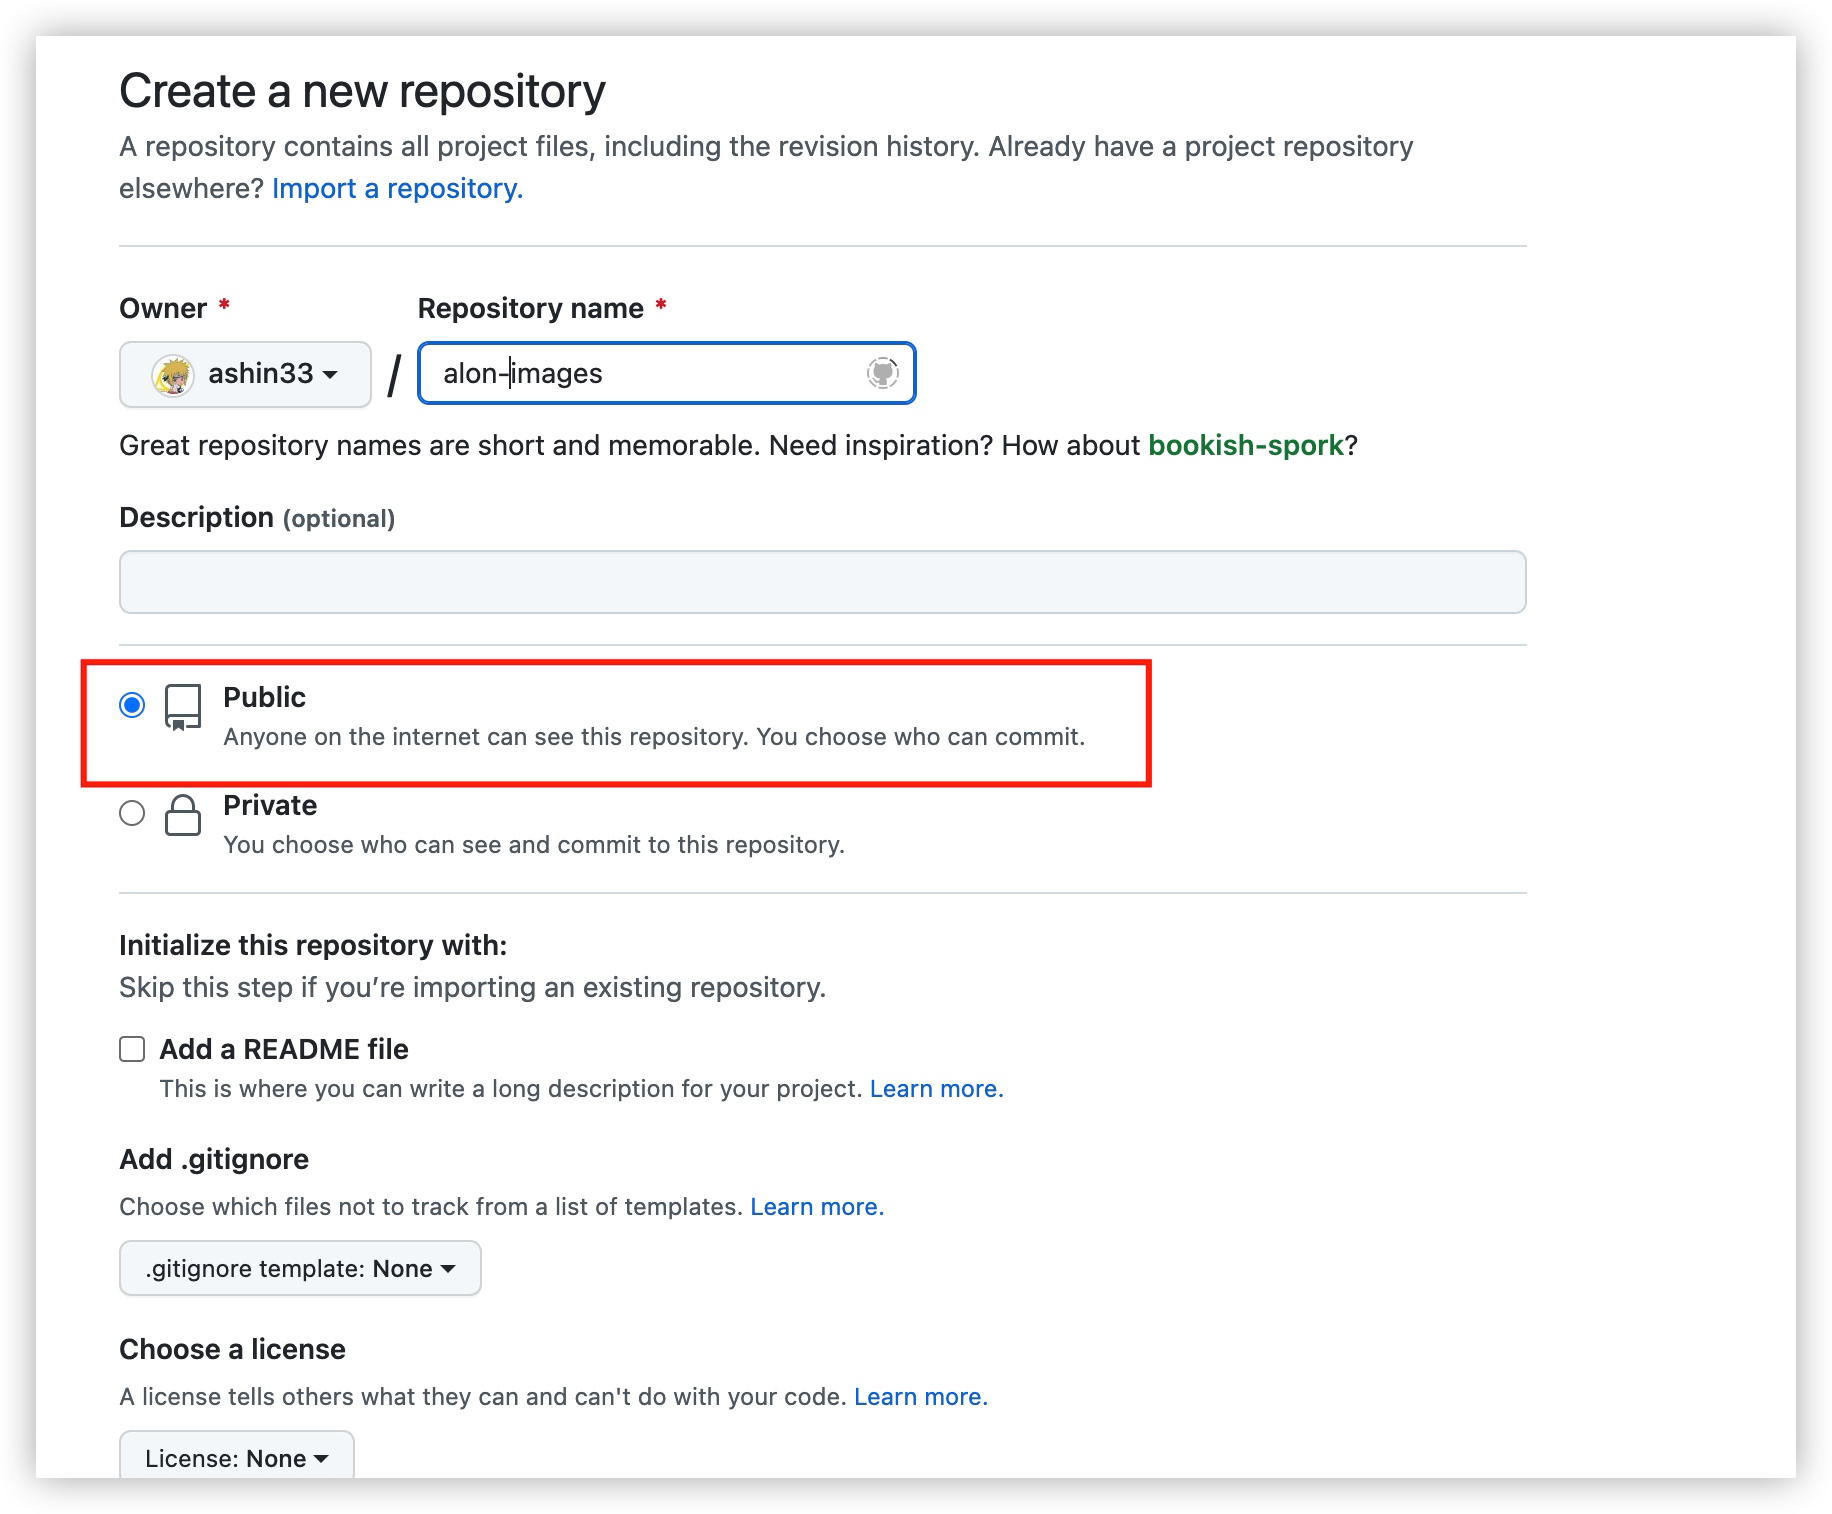 Create a new repository
A repository contains all project files, including the revision history. Already have a project repository
elsewhere? Import a repository.
Owner * Repository name *
ashin33 / alon-images
Great repository names are short and memorable. Need inspiration? How about bookish-spork?
Description (optional)
Public
Anyone on the internet can see this repository. You choose who can commit.
Private
You choose who can see and commit to this repository.
Initialize this repository with:
Skip this step if you’re importing an existing repository.
Add a README file
This is where you can write a long description for your project. Learn more.
Add .gitignore
Choose which files not to track from a list of templates. Learn more.
.gitignore template: None
Choose a license
A license tells others what they can and can't do with your code. Learn more.
License: None